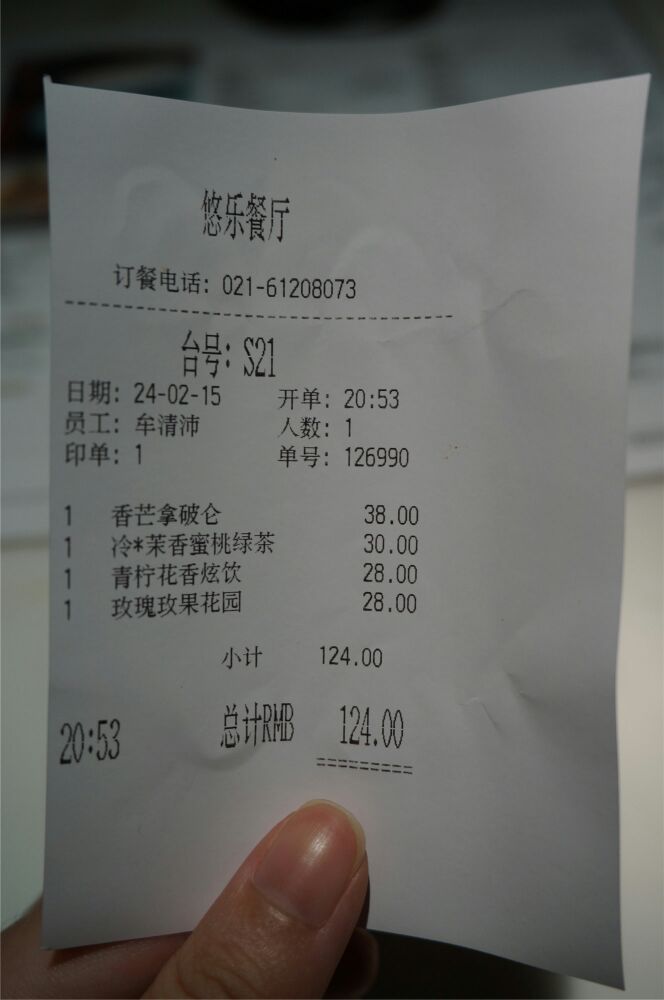 悠乐餐厅
订餐电话: 021-61208073
台号: S21
日期: 24-02-15 开单: 20:53
员工: 牟清沛 人数: 1
印单: 1 单号: 126990
1 香芒拿破仑 38.00
1 冷*茉香蜜桃绿茶 30.00
1 青柠花香炫饮 28.00
1 玫瑰玫果花园 28.00
小计 124.00
20:53 总计RMB 124.00